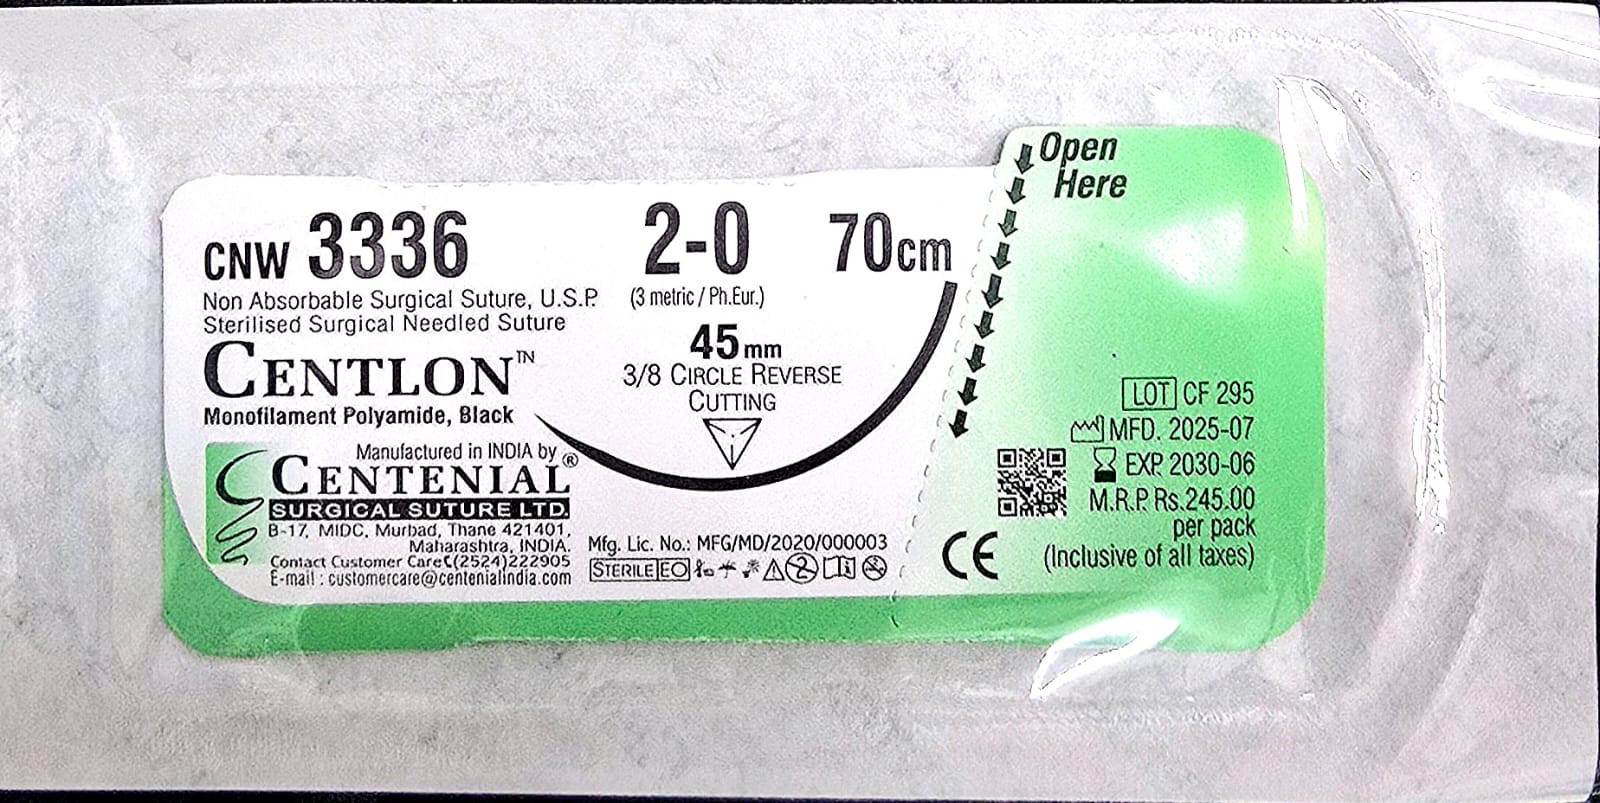 Open
Here
CNW 3336
2-0
70cm
Non Absorbable Surgical Suture, U.S.P.
(3 metric / Ph.Eur.)
Sterilised Surgical Needled Suture
45mm
3/8 CIRCLE REVERSE
CUTTING
CENTLON™
Monofilament Polyamide, Black
Manufactured in INDIA by
CENTENIAL®
SURGICAL SUTURE LTD.
B-17, MIDC, Murbad, Thane 421401,
Maharashtra, INDIA.
Contact Customer Care (2524)222905
E-mail : customercare@centenialindia.com
Mfg. Lic. No.: MFG/MD/2020/000003
STERILE EO
2
CE
LOT CF 295
MFD. 2025-07
EXP. 2030-06
M.R.P. Rs.245.00
per pack
(Inclusive of all taxes)